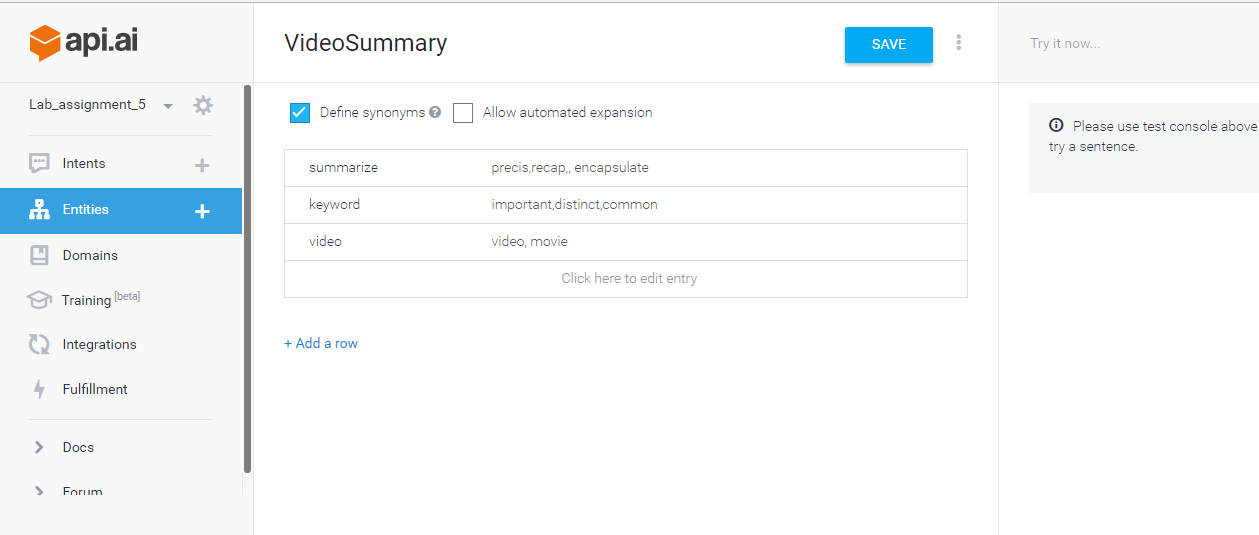 api.ai
VideoSummary
SAVE
Try it now...
Lab_assignment_5
Define synonyms
Allow automated expansion
Please use test console above
try a sentence.
summarize precis,recap,, encapsulate
keyword important,distinct,common
video video, movie
Click here to edit entry
+ Add a row
Intents
Entities
Domains
Training [beta]
Integrations
Fulfillment
Docs
Forum